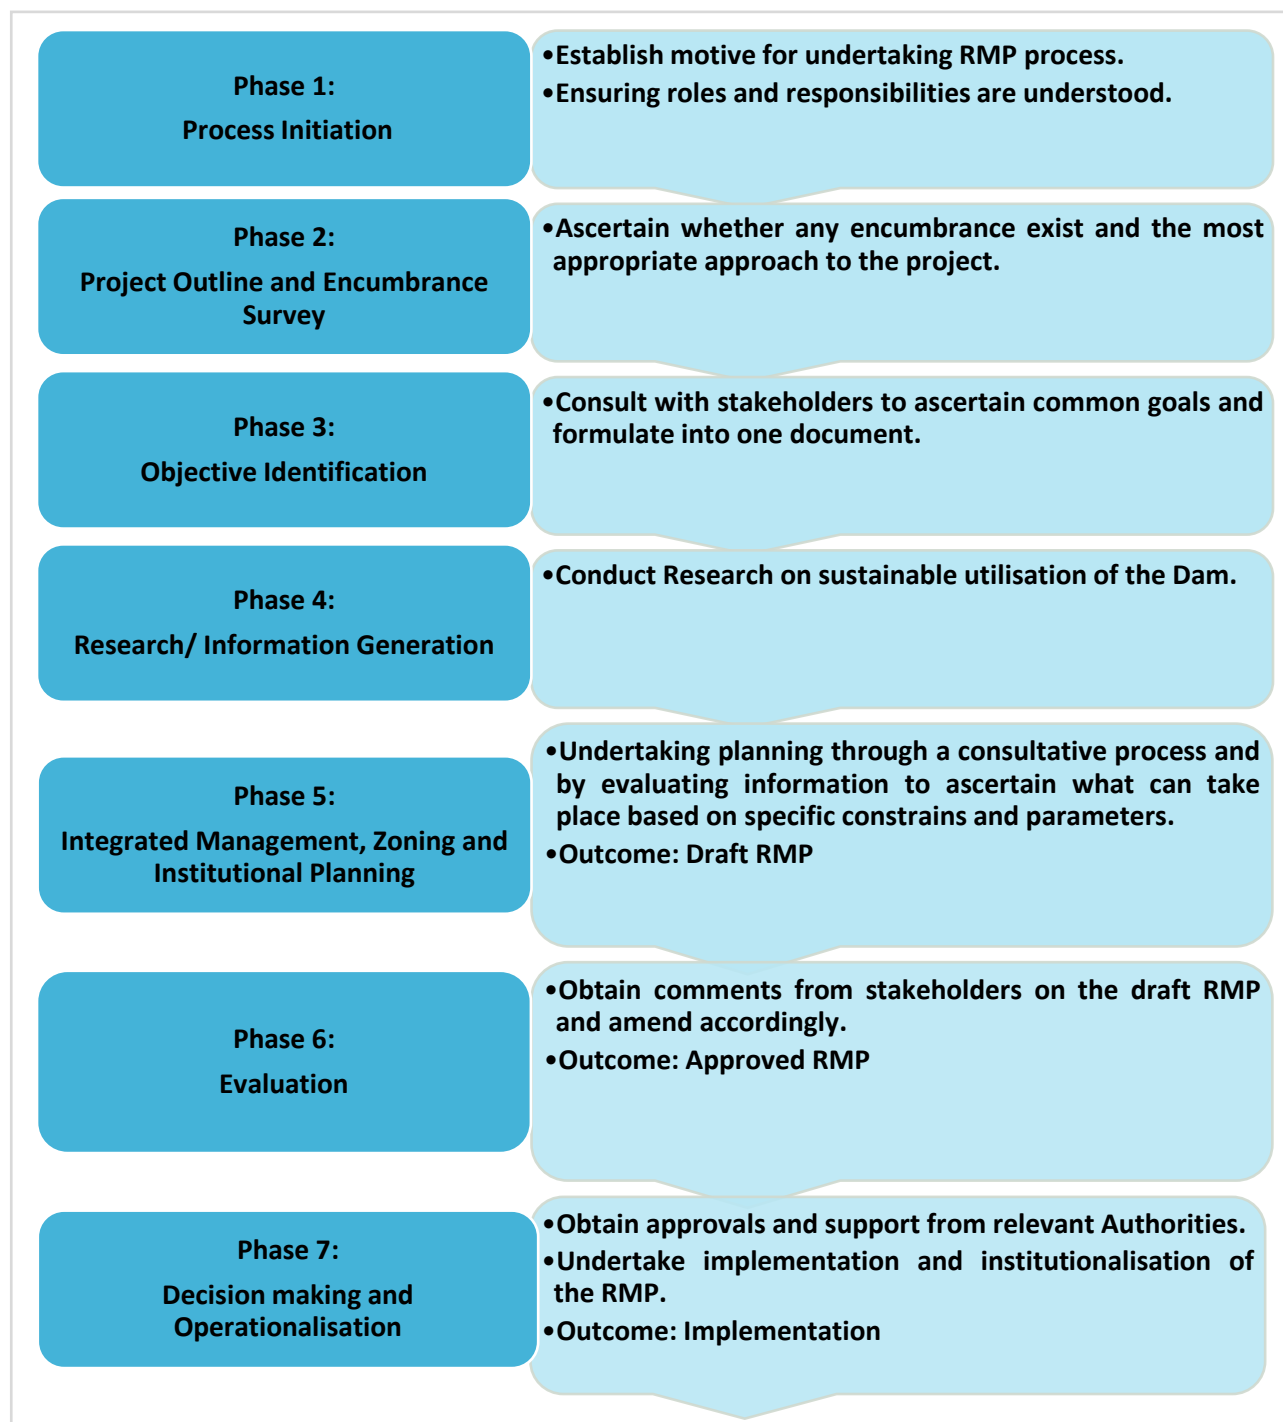 Phase 1:
Process Initiation
•Establish motive for undertaking RMP process.
•Ensuring roles and responsibilities are understood.
Phase 2:
Project Outline and Encumbrance
Survey
•Ascertain whether any encumbrance exist and the most
appropriate approach to the project.
Phase 3:
Objective Identification
•Consult with stakeholders to ascertain common goals and
formulate into one document.
Phase 4:
Research/ Information Generation
•Conduct Research on sustainable utilisation of the Dam.
Phase 5:
Integrated Management, Zoning and
Institutional Planning
•Undertaking planning through a consultative process and
by evaluating information to ascertain what can take
place based on specific constrains and parameters.
•Outcome: Draft RMP
Phase 6:
Evaluation
•Obtain comments from stakeholders on the draft RMP
and amend accordingly.
•Outcome: Approved RMP
Phase 7:
Decision making and
Operationalisation
•Obtain approvals and support from relevant Authorities.
•Undertake implementation and institutionalisation of
the RMP.
•Outcome: Implementation